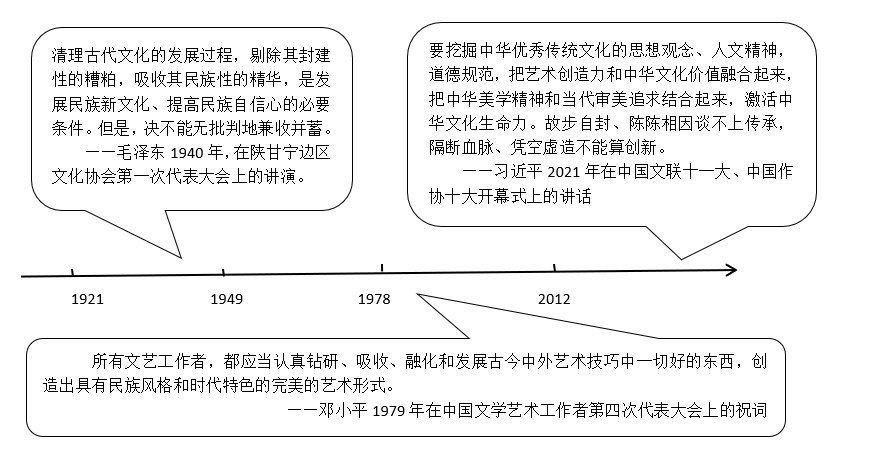 清理古代文化的发展过程，剔除其封建
性的糟粕，吸收其民族性的精华，是发
展民族新文化、提高民族自信心的必要
条件。但是，决不能无批判地兼收并蓄。
——毛泽东 1940 年，在陕甘宁边区
文化协会第一次代表大会上的讲演。
要挖掘中华优秀传统文化的思想观念、人文精神，
道德规范，把艺术创造力和中华文化价值融合起来，
把中华美学精神和当代审美追求结合起来，激活中
华文化生命力。故步自封、陈陈相因谈不上传承，
隔断血脉、凭空虚造不能算创新。
——习近平 2021 年在中国文联十一大、中国作
协十大开幕式上的讲话
1921 1949 1978 2012
所有文艺工作者，都应当认真钻研、吸收、融化和发展古今中外艺术技巧中一切好的东西，创
造出具有民族风格和时代特色的完美的艺术形式。
——邓小平 1979 年在中国文学艺术工作者第四次代表大会上的祝词